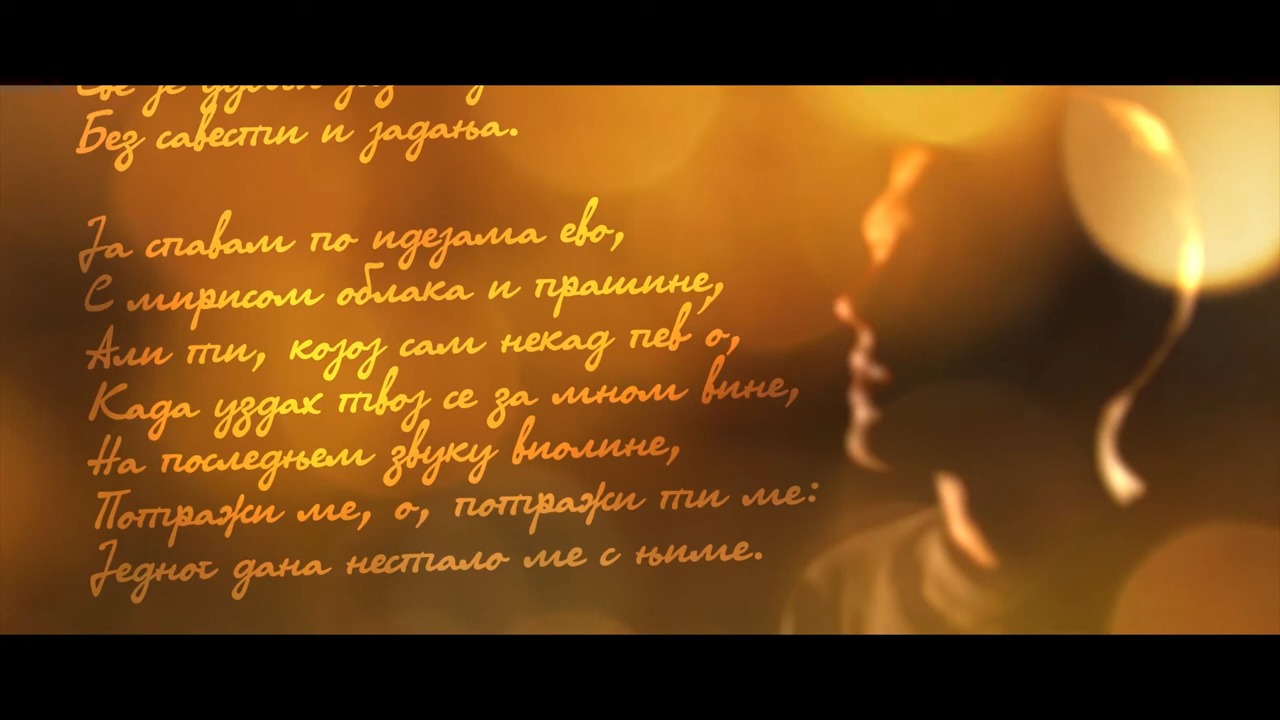 Све је
Без савести и јадања.
Ја спавам по идејама ево,
С мирисом облака и прашине,
Али ти, којој сам некад пев'о,
Када уздах твој се за мном вине,
На последњем звуку виолине,
Потражи ме, о, потражи ти ме:
Једног дана нестало ме с њиме.